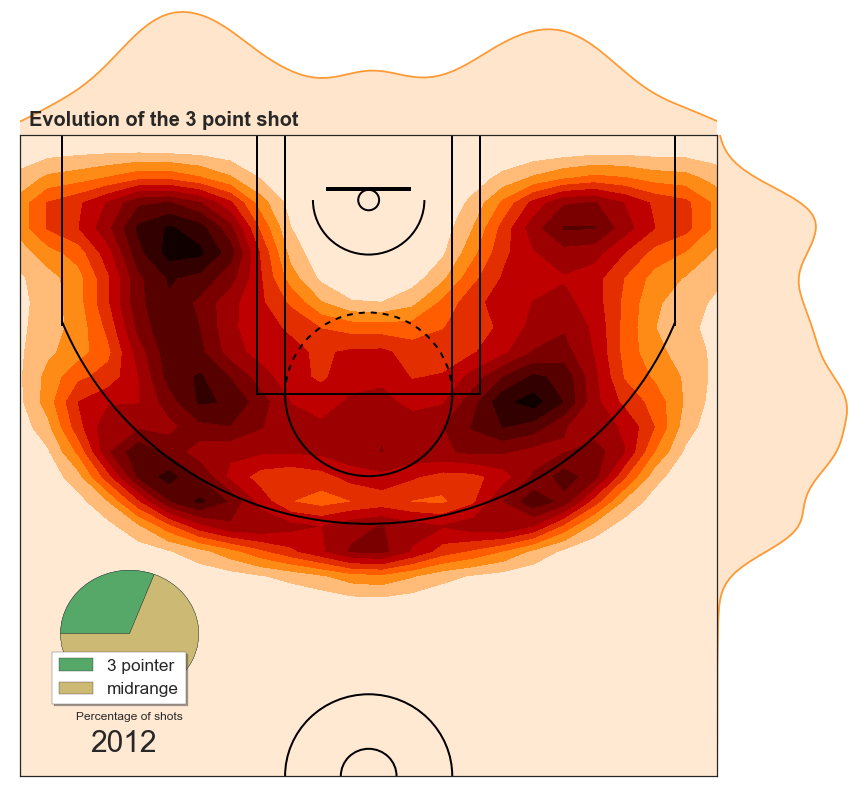 Evolution of the 3 point shot
3 pointer
midrange
Percentage of shots
2012